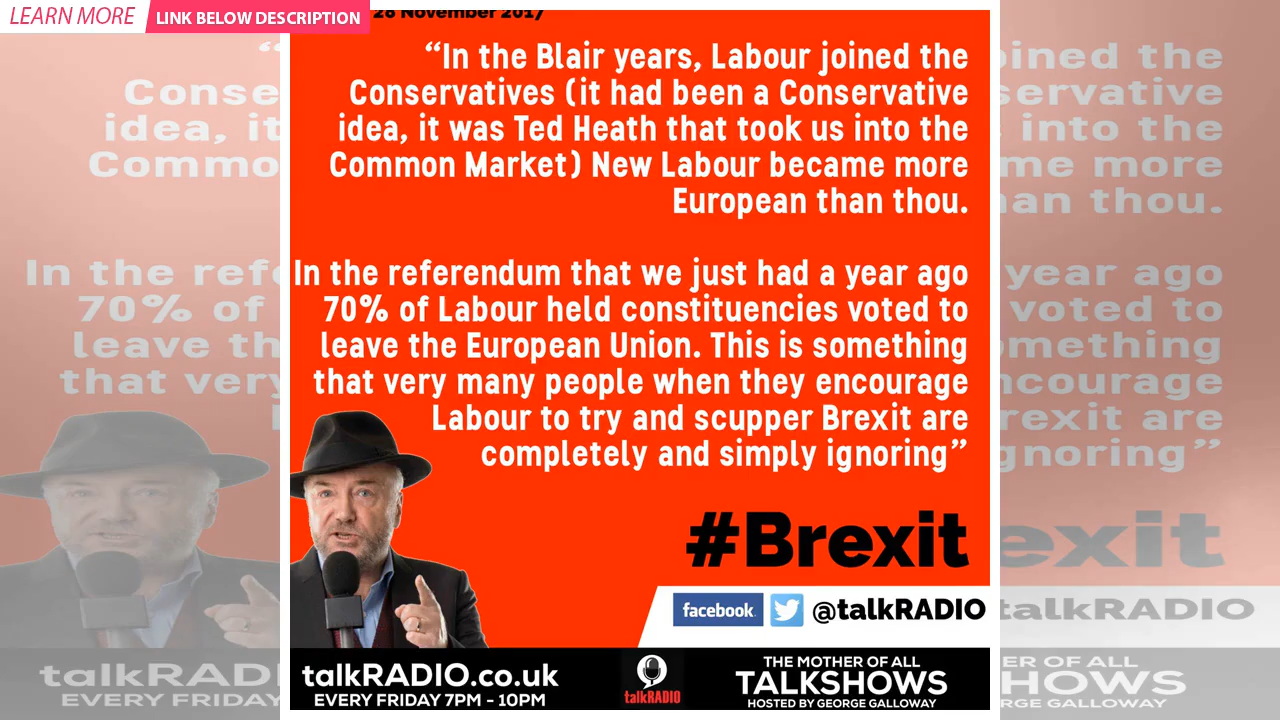 LEARN MORE LINK BELOW DESCRIPTION
28 November 2017
“In the Blair years, Labour joined the
Conservatives (it had been a Conservative
idea, it was Ted Heath that took us into the
Common Market) New Labour became more
European than thou.
In the referendum that we just had a year ago
70% of Labour held constituencies voted to
leave the European Union. This is something
that very many people when they encourage
Labour to try and scupper Brexit are
completely and simply ignoring”
#Brexit
facebook. @talkRADIO
talkRADIO.co.uk
EVERY FRIDAY 7PM - 10PM
talkRADIO
THE MOTHER OF ALL
TALKSHOWS
HOSTED BY GEORGE GALLOWAY